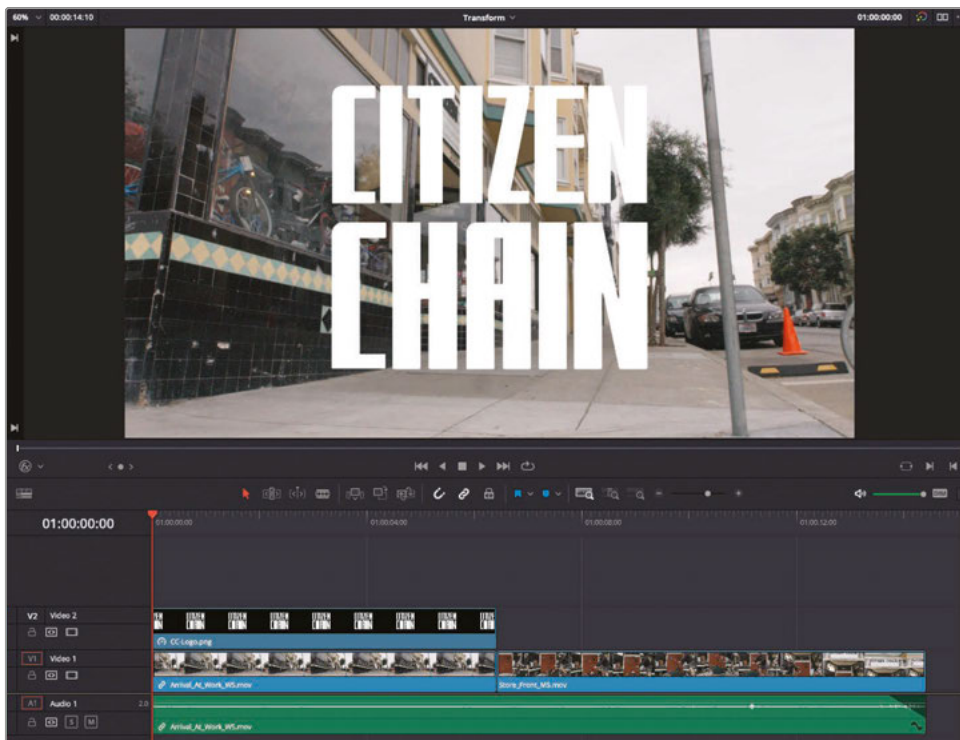 60% 00:00:14:10 Transform 01:00:00:00
CITIZEN
CHAIN
01:00:00:00
01:00:00:00 01:00:04:00 01:00:08:00 01:00:12:00
V2 Video 2
CC-Logo.png
V1 Video 1
Arrival_At_Work_WS.mov Store_Front_MS.mov
A1 Audio 1 2.0
S M
Arrival_At_Work_WS.mov